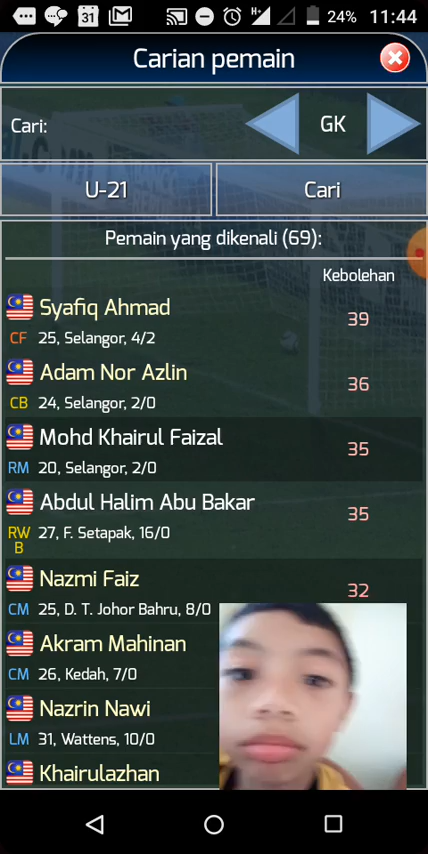 31
H+
24%
11:44
Carian pemain
Cari:
GK
U-21
Cari
Pemain yang dikenali (69):
Kebolehan
Syafiq Ahmad
39
CF 25, Selangor, 4/2
Adam Nor Azlin
36
CB 24, Selangor, 2/0
Mohd Khairul Faizal
35
RM 20, Selangor, 2/0
Abdul Halim Abu Bakar
35
RWB 27, F. Setapak, 16/0
Nazmi Faiz
32
CM 25, D. T. Johor Bahru, 8/0
Akram Mahinan
CM 26, Kedah, 7/0
Nazrin Nawi
LM 31, Wattens, 10/0
Khairulazhan